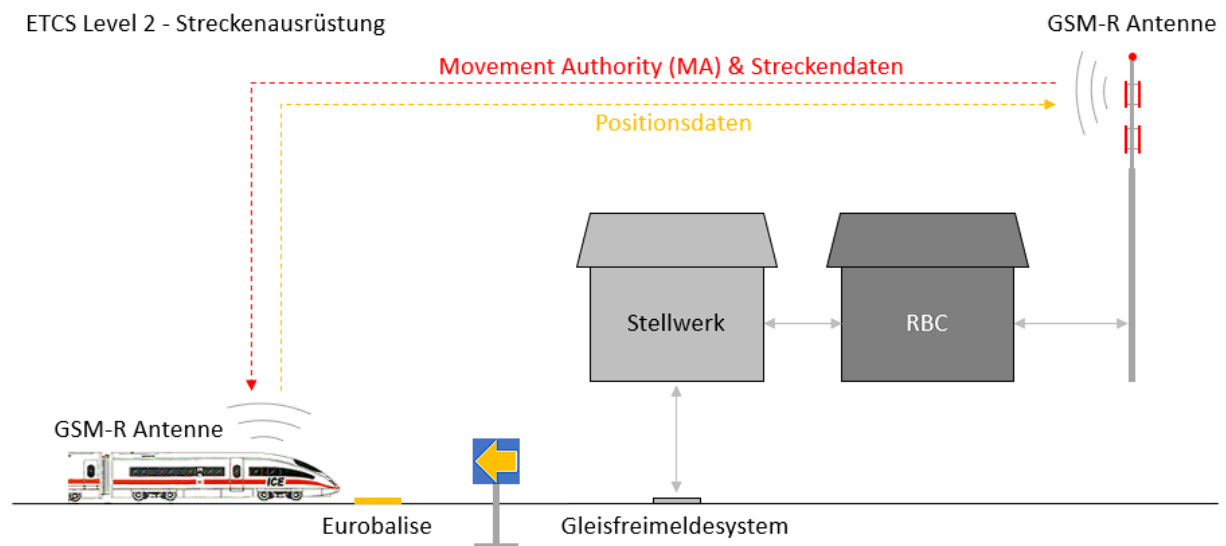 ETCS Level 2 - Streckenausrüstung
GSM-R Antenne
Movement Authority (MA) & Streckendaten
Positionsdaten
Stellwerk
RBC
GSM-R Antenne
ICE
Eurobalise
Gleisfreimeldesystem